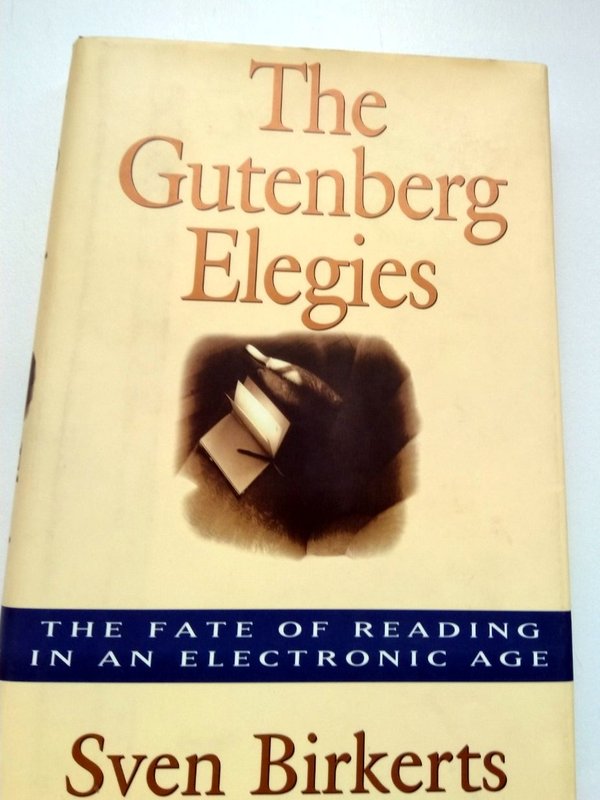 The
Gutenberg
Elegies
THE FATE OF READING
IN AN ELECTRONIC AGE
Sven Birkerts